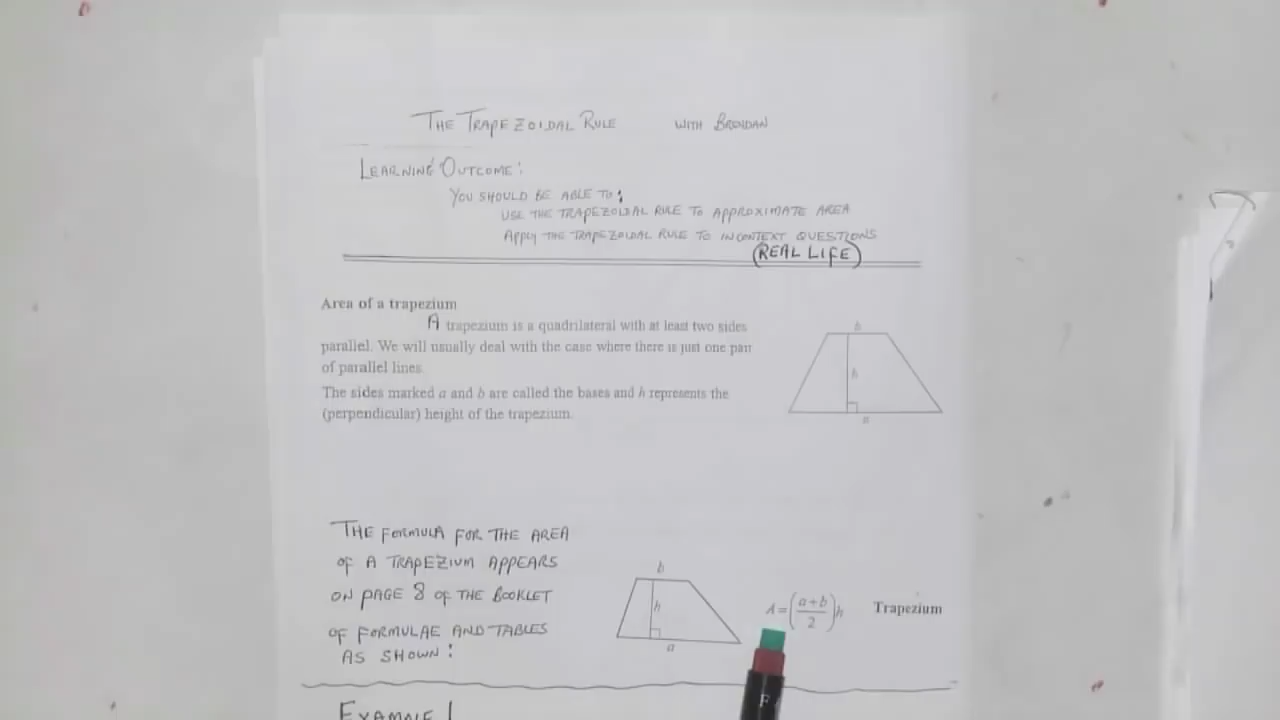 THE TRAPEZOIDAL RULE WITH BRENDAN
LEARNING OUTCOME:
YOU SHOULD BE ABLE TO:
USE THE TRAPEZOIDAL RULE TO APPROXIMATE AREA
APPLY THE TRAPEZOIDAL RULE TO INCONTEXT QUESTIONS
(REAL LIFE)
Area of a trapezium
A trapezium is a quadrilateral with at least two sides
parallel. We will usually deal with the case where there is just one pair
of parallel lines.
The sides marked a and b are called the bases and h represents the
(perpendicular) height of the trapezium.
b
h
a
THE FORMULA FOR THE AREA
OF A TRAPEZIUM APPEARS
ON PAGE 8 OF THE BOOKLET
OF FORMULAE AND TABLES
AS SHOWN:
b
h
a
A = (a+b / 2) h Trapezium
EXAMPLE 1